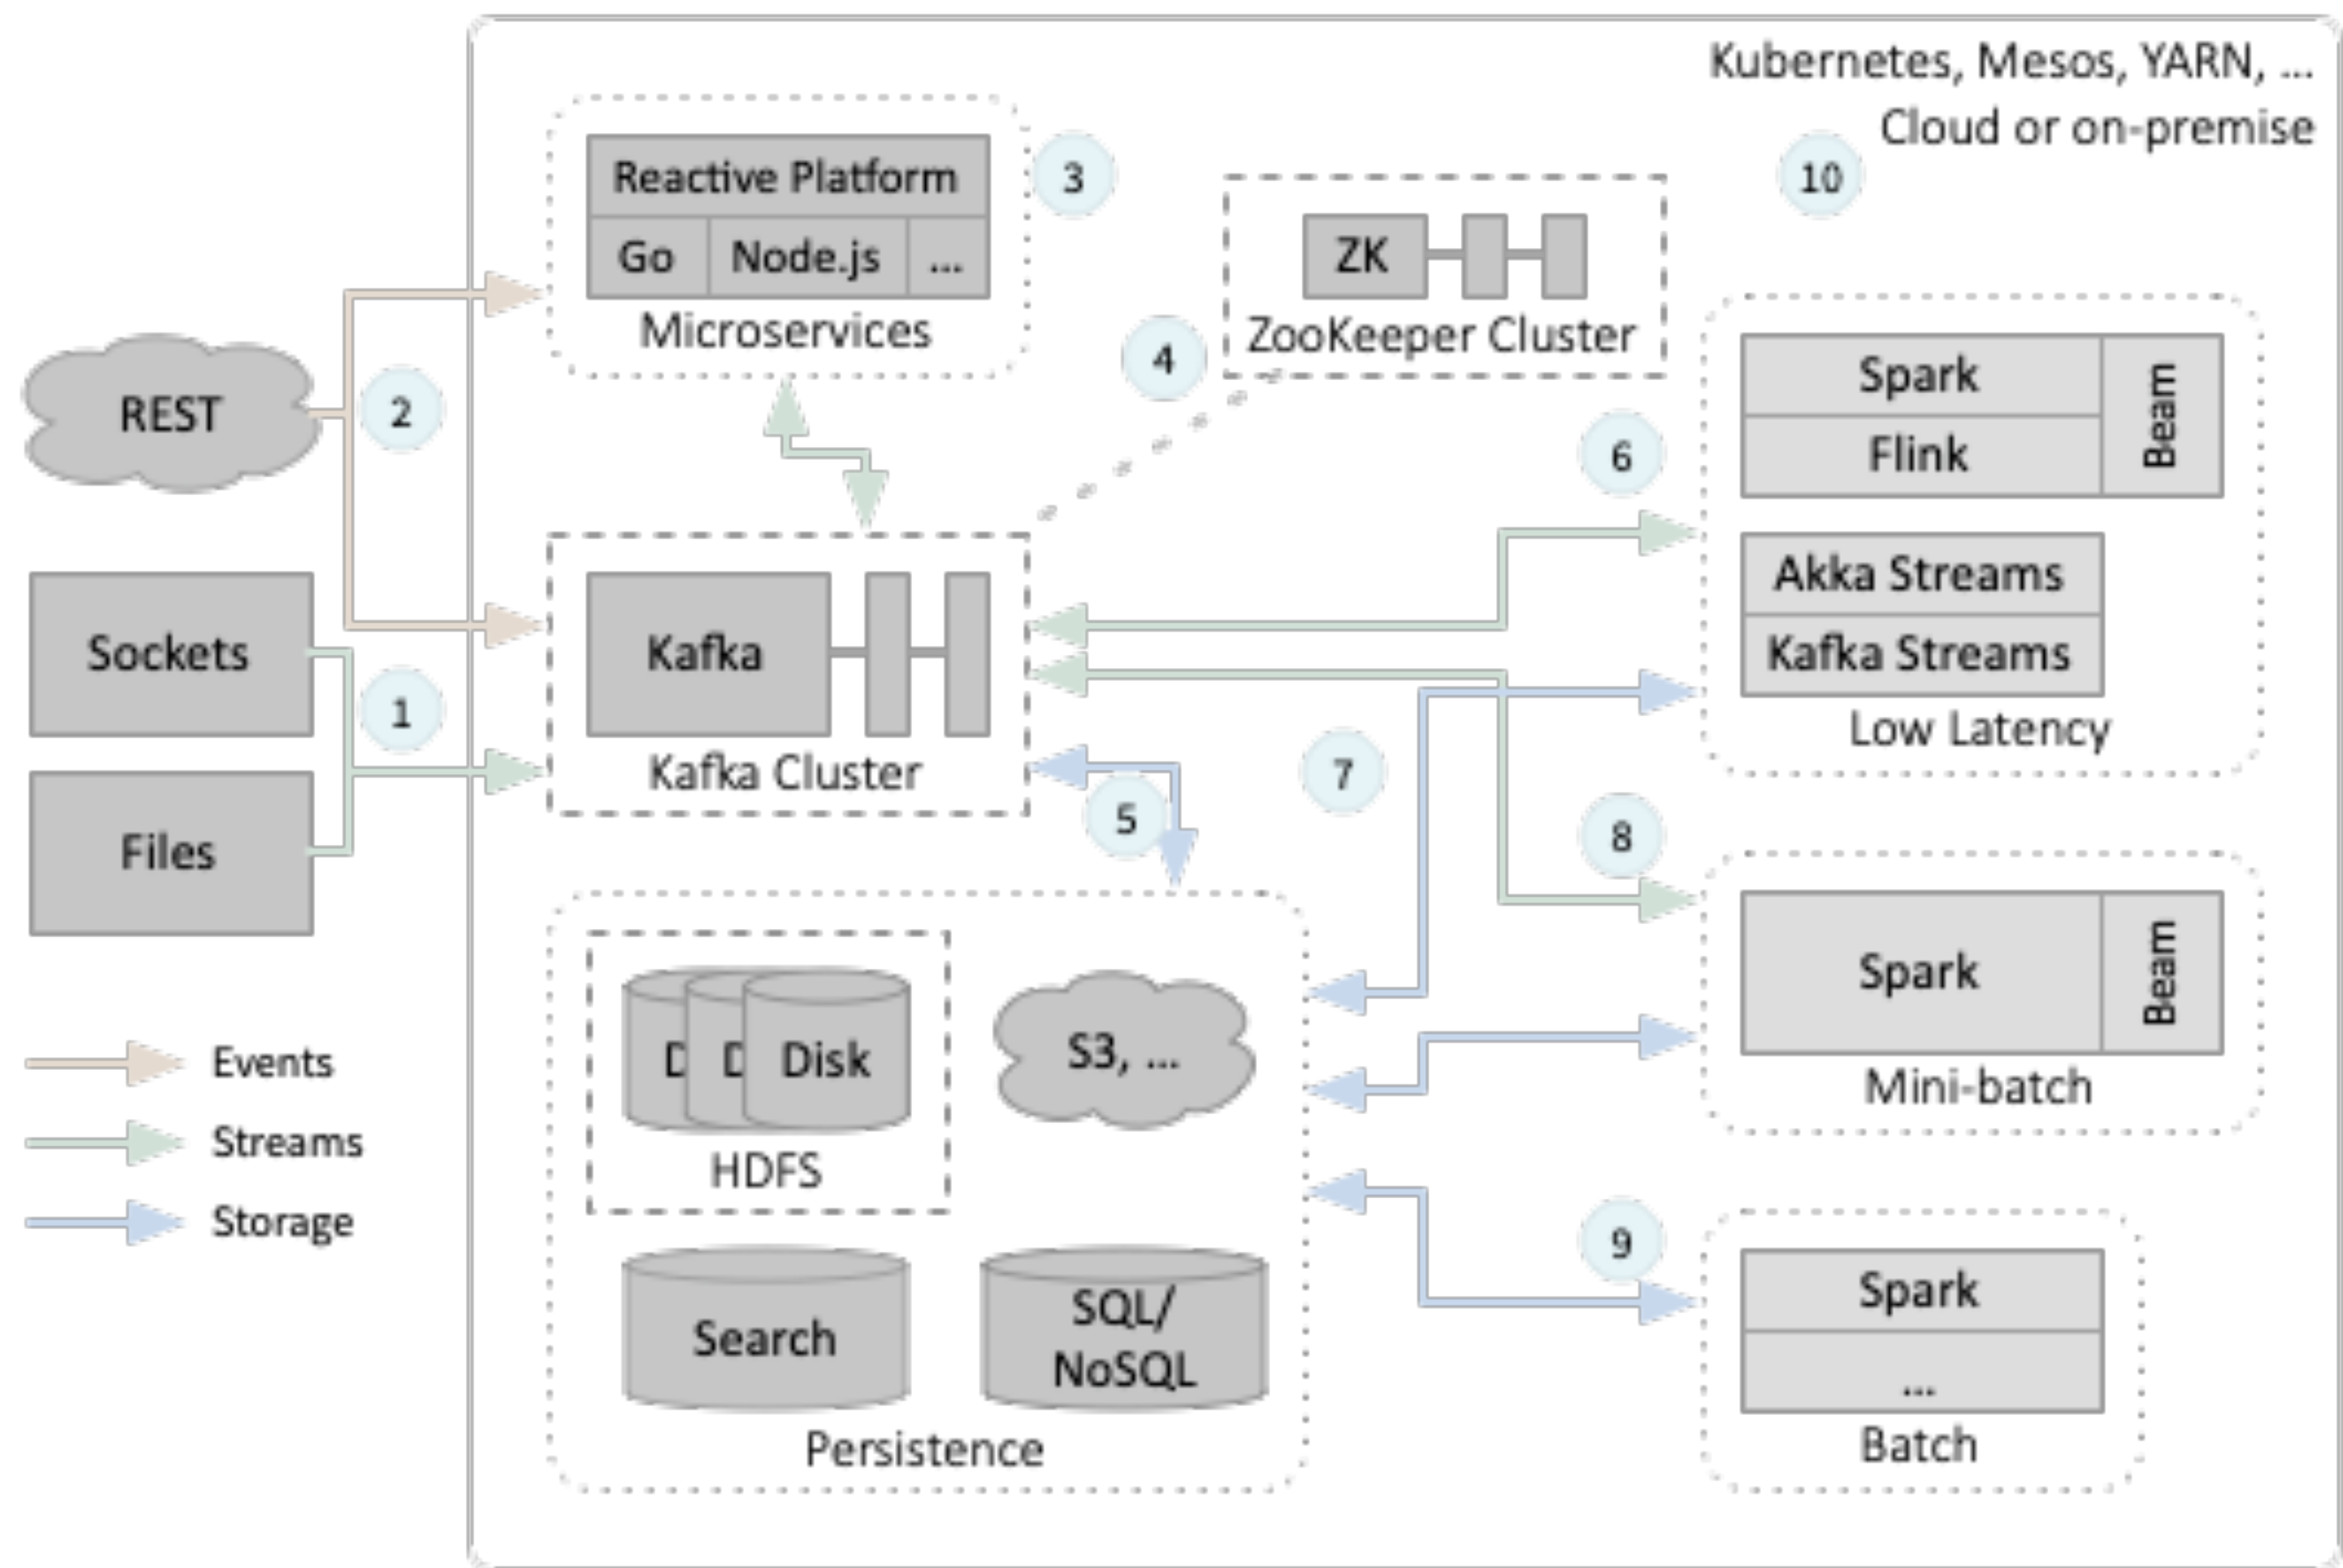 Kubernetes, Mesos, YARN, ...
Cloud or on-premise
10
Reactive Platform
Go
Node.js
...
Microservices
3
ZK
ZooKeeper Cluster
4
REST
2
Sockets
Files
1
Kafka
Kafka Cluster
5
6
Spark
Flink
Beam
Akka Streams
Kafka Streams
Low Latency
7
8
Spark
Beam
Mini-batch
D
D
Disk
HDFS
S3, ...
Search
SQL/
NoSQL
Persistence
9
Spark
...
Batch
Events
Streams
Storage